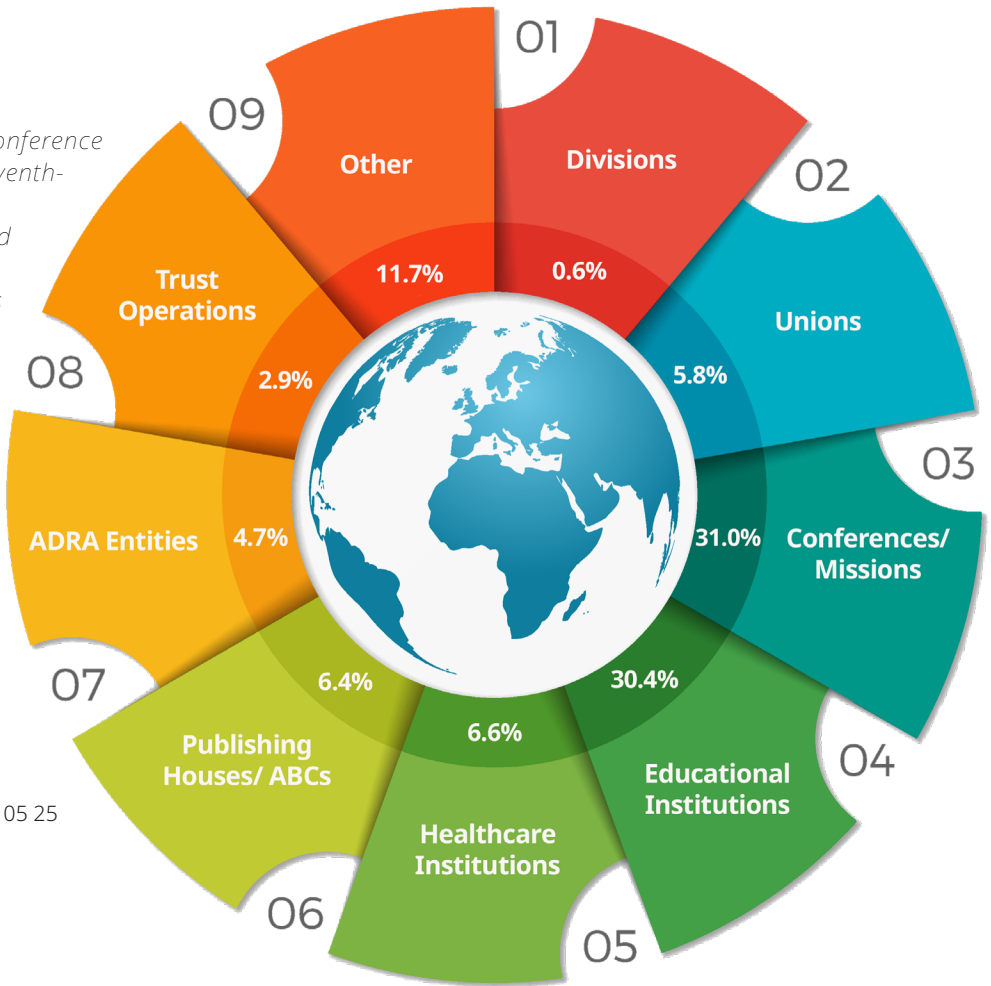 onference
venth-
d
05 25
01
Divisions
0.6%
02
Unions
5.8%
03
Conferences/
Missions
31.0%
04
Educational
Institutions
30.4%
05
Healthcare
Institutions
6.6%
06
Publishing
Houses/ ABCs
6.4%
07
ADRA Entities
4.7%
08
Trust
Operations
2.9%
09
Other
11.7%